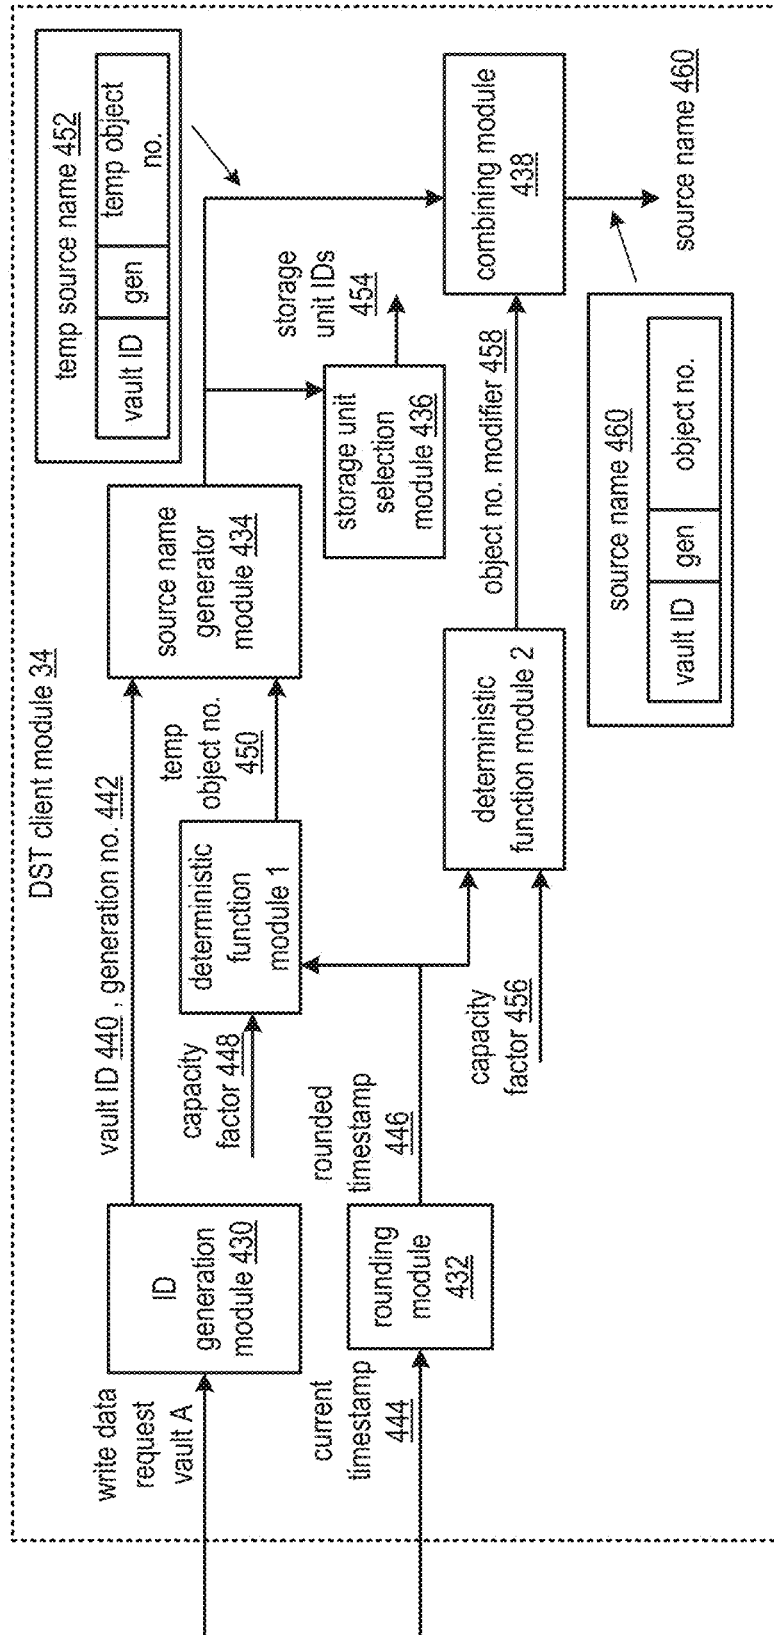 DST client module 34
write data
request
vault A
ID
generation
module 430
vault ID 440 , generation no. 442
current
timestamp
444
rounding
module
432
rounded
timestamp
446
capacity
factor 448
deterministic
function
module 1
temp
object no.
450
source name
generator
module 434
temp source name 452
vault ID
gen
temp object
no.
storage unit
selection
module 436
storage
unit IDs
454
capacity
factor 456
deterministic
function module 2
object no. modifier 458
combining module
438
source name 460
vault ID
gen
object no.
source name 460